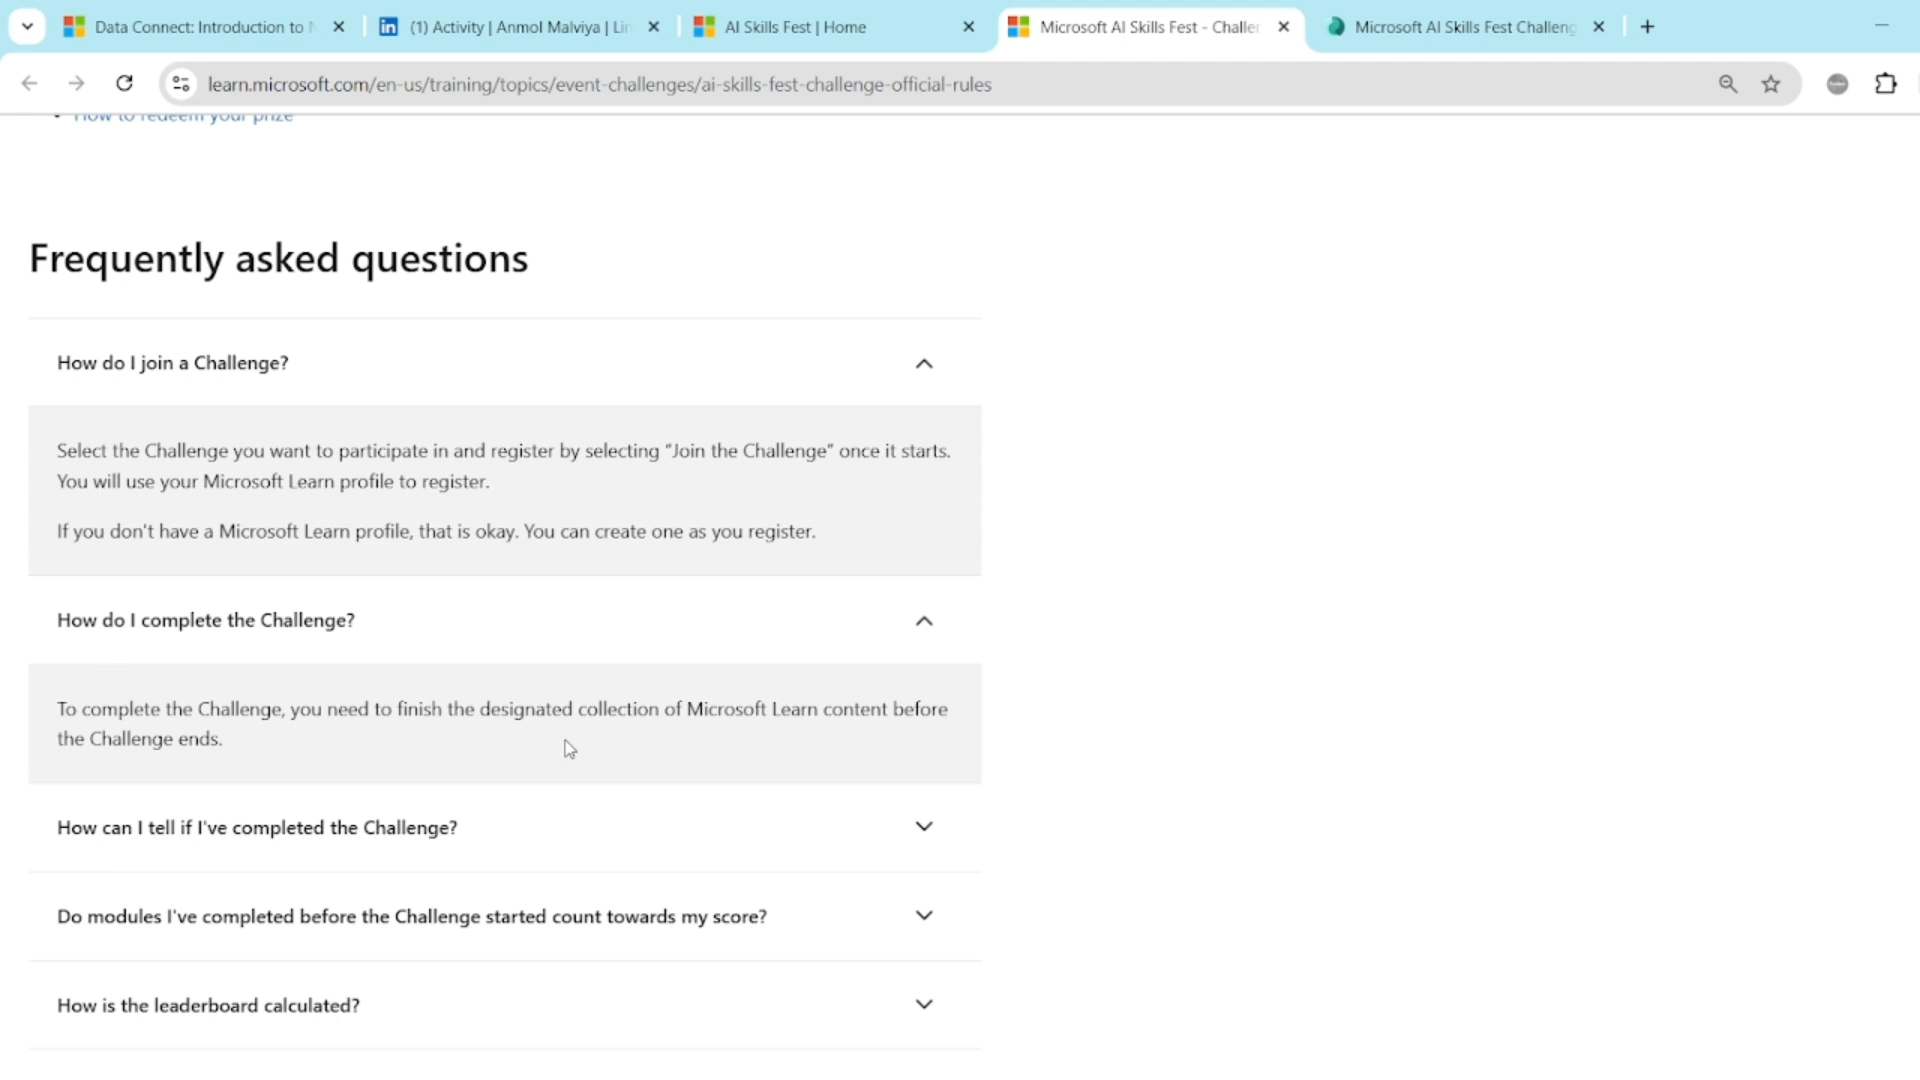 Data Connect: Introduction to
(1) Activity | Anmol Malviya | Lin
AI Skills Fest | Home
Microsoft AI Skills Fest - Challen
Microsoft AI Skills Fest Challeng
learn.microsoft.com/en-us/training/topics/event-challenges/ai-skills-fest-challenge-official-rules
How to redeem your prize
Frequently asked questions
How do I join a Challenge?
Select the Challenge you want to participate in and register by selecting “Join the Challenge” once it starts.
You will use your Microsoft Learn profile to register.
If you don't have a Microsoft Learn profile, that is okay. You can create one as you register.
How do I complete the Challenge?
To complete the Challenge, you need to finish the designated collection of Microsoft Learn content before
the Challenge ends.
How can I tell if I've completed the Challenge?
Do modules I've completed before the Challenge started count towards my score?
How is the leaderboard calculated?